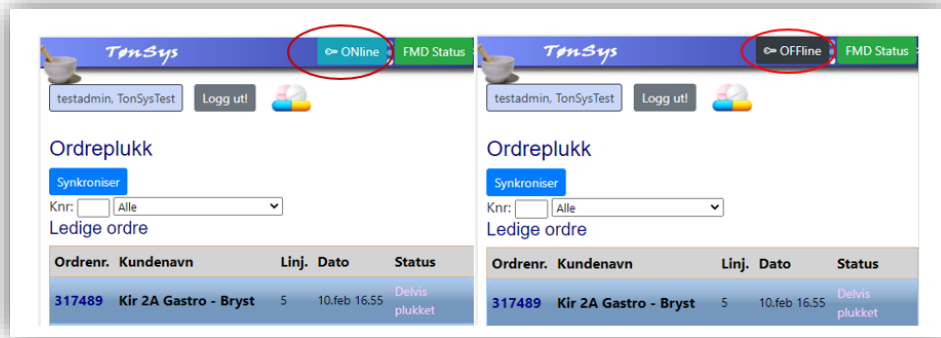 TønSys ONline FMD Status
testadmin, TonSysTest Logg ut!
Ordreplukk
Synkroniser
Knr: Alle
Ledige ordre
Ordrenr. Kundenavn Linj. Dato Status
317489 Kir 2A Gastro - Bryst 5 10.feb 16.55 Delvis
plukket
TønSys OFFline FMD Status
testadmin, TonSysTest Logg ut!
Ordreplukk
Synkroniser
Knr: Alle
Ledige ordre
Ordrenr. Kundenavn Linj. Dato Status
317489 Kir 2A Gastro - Bryst 5 10.feb 16.55 Delvis
plukket